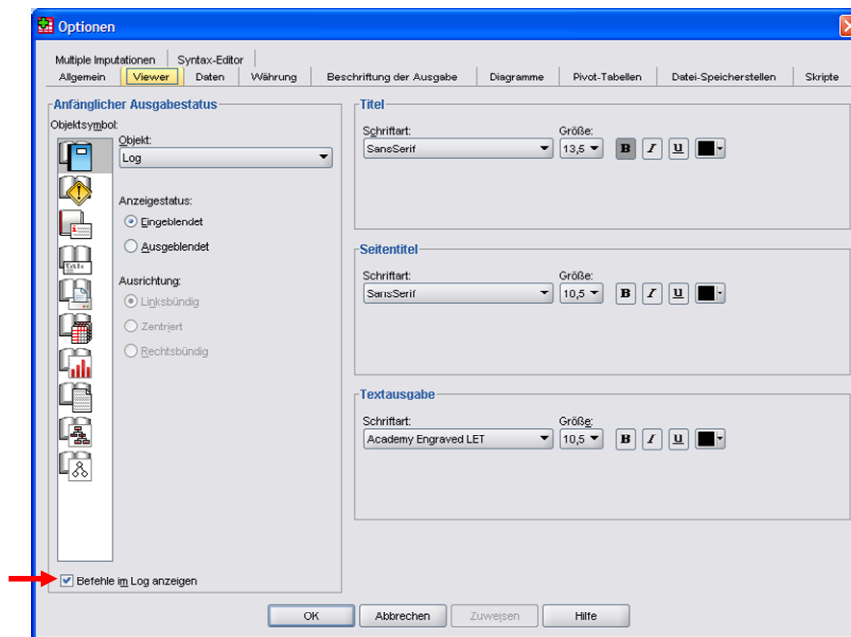 Optionen
Multiple Imputationen Syntax-Editor
Allgemein Viewer Daten Währung Beschriftung der Ausgabe Diagramme Pivot-Tabellen Datei-Speicherstellen Skripte
Anfänglicher Ausgabestatus
Objektsymbol:
Objekt:
Log
Anzeigestatus:
Eingeblendet
Ausgeblendet
Ausrichtung:
Linksbündig
Zentriert
Rechtsbündig
Befehle im Log anzeigen
Titel
Schriftart: Größe:
SansSerif 13,5 B I U
Seitentitel
Schriftart: Größe:
SansSerif 10,5 B I U
Textausgabe
Schriftart: Größe:
Academy Engraved LET 10,5 B I U
OK Abbrechen Zuweisen Hilfe